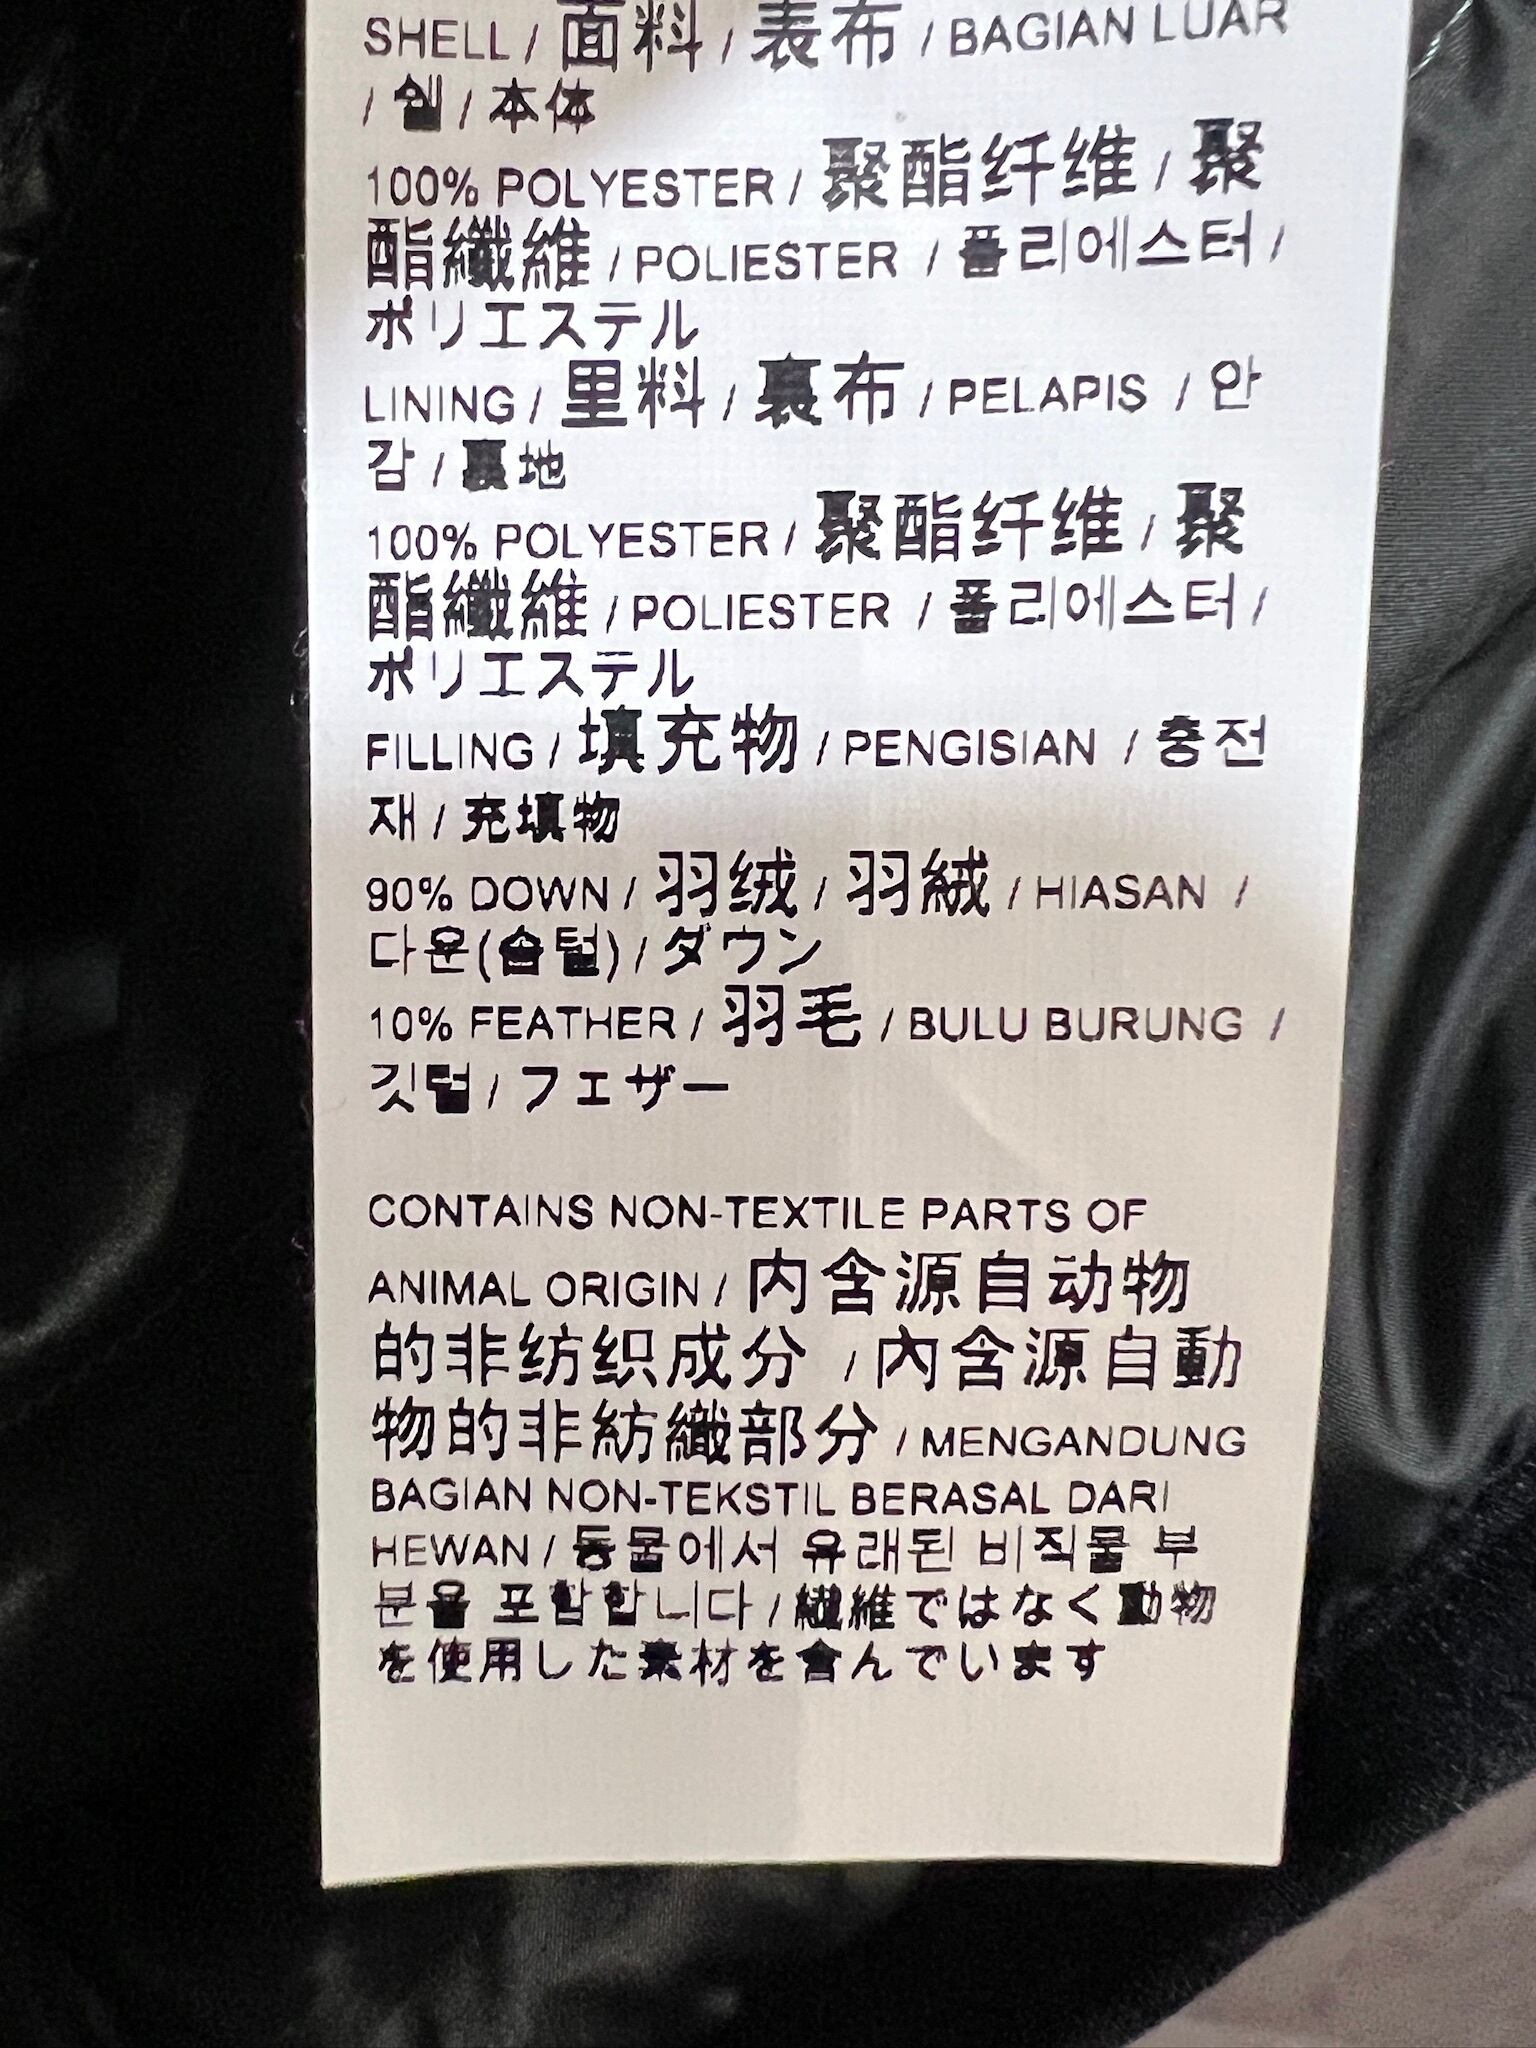 SHELL / 面料 / 表布 / BAGIAN LUAR
/ 쉘 / 本体
100% POLYESTER / 聚酯纤维 / 聚
酯纖維 / POLIESTER / 폴리에스터 /
ポリエステル
LINING / 里料 / 裏布 / PELAPIS / 안
감 / 裏地
100% POLYESTER / 聚酯纤维 / 聚
酯纖維 / POLIESTER / 폴리에스터 /
ポリエステル
FILLING / 填充物 / PENGISIAN / 충전
재 / 充填物
90% DOWN / 羽绒 / 羽絨 / HIASAN /
다운(솜털) / ダウン
10% FEATHER / 羽毛 / BULU BURUNG /
깃털 / フェザー
CONTAINS NON-TEXTILE PARTS OF
ANIMAL ORIGIN / 内含源自动物
的非纺织成分 / 內含源自動
物的非紡織部分 / MENGANDUNG
BAGIAN NON-TEKSTIL BERASAL DARI
HEWAN / 동물에서 유래된 비직물 부
분을 포함합니다 / 繊維ではなく動物
を使用した素材を含んでいます